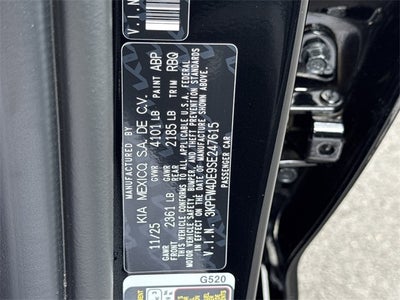 V.I.N
MANUFACTURED BY
KIA MEXICO, S.A. DE C.V.
11/25 GVWR 4101 LB PAINT ABP
GAWR FRONT 2361 LB GAWR REAR 2185 LB TRIM RBQ
THIS VEHICLE CONFORMS TO ALL APPLICABLE U.S. FEDERAL
MOTOR VEHICLE SAFETY, BUMPER, AND THEFT PREVENTION STANDARDS
IN EFFECT ON THE DATE OF MANUFACTURE SHOWN ABOVE.
V.I.N. : 3KPFW4DE9SE247615
PASSENGER CAR
G520